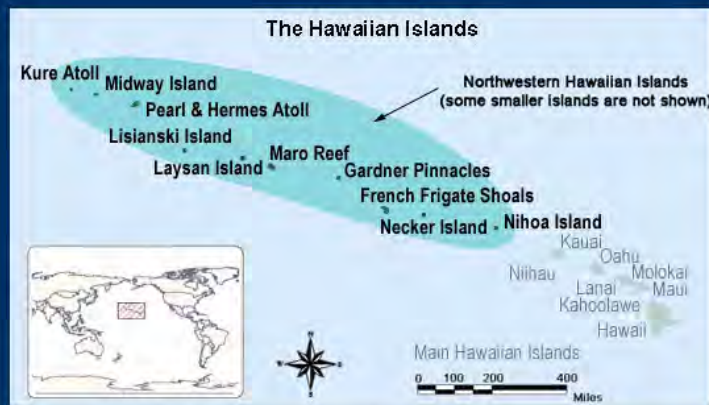 The Hawaiian Islands
Kure Atoll
Midway Island
Pearl & Hermes Atoll
Northwestern Hawaiian Islands
(some smaller islands are not shown)
Lisianski Island
Maro Reef
Laysan Island
Gardner Pinnacles
French Frigate Shoals
Necker Island
Nihoa Island
Kauai
Oahu
Niihau
Molokai
Lanai
Maui
Kahoolawe
Hawaii
Main Hawaiian Islands
N
0 100 200 400
Miles